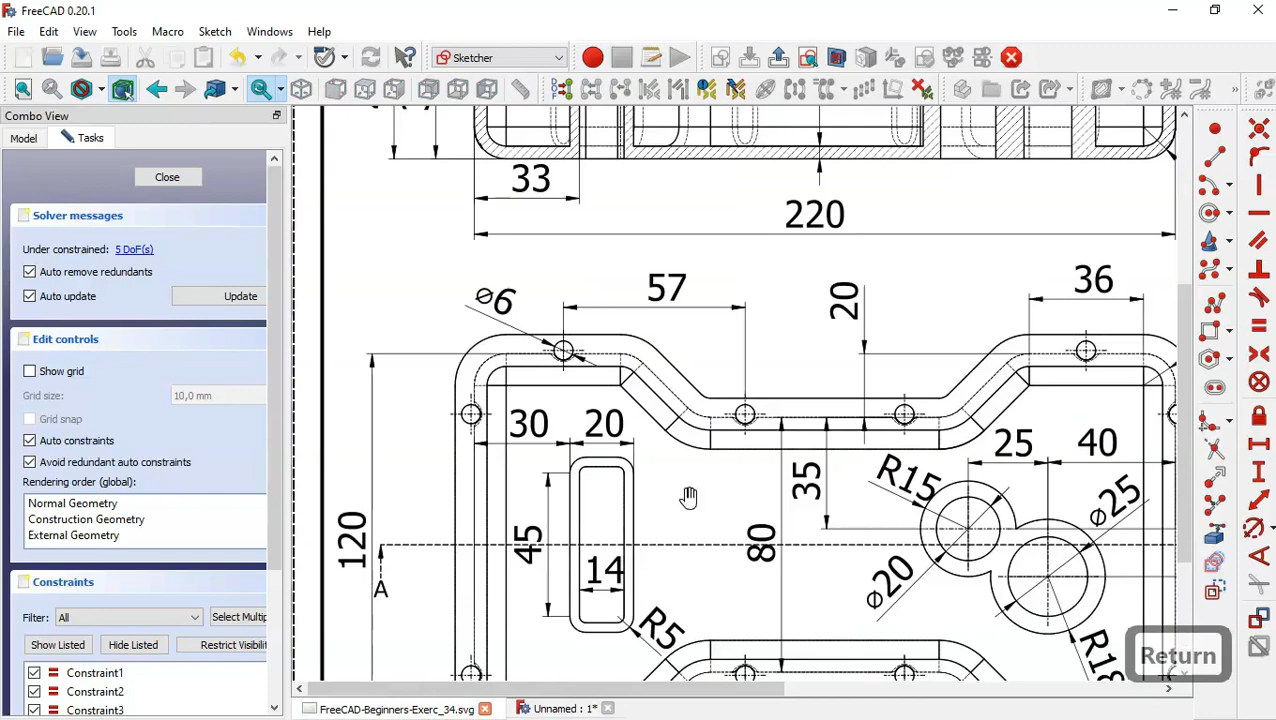 FreeCAD 0.20.1
File Edit View Tools Macro Sketch Windows Help
Sketcher
Combo View
Model Tasks
Close
Solver messages
Under constrained: 5 DoF(s)
Auto remove redundants
Auto update Update
Edit controls
Show grid
Grid size: 10,0 mm
Grid snap
Auto constraints
Avoid redundant auto constraints
Rendering order (global):
Normal Geometry
Construction Geometry
External Geometry
Constraints
Filter: All Select Multip
Show Listed Hide Listed Restrict Visibilit
Constraint1
Constraint2
Constraint3
33
220
⌀6 57 20 36
30 20 25 40
R15 35 ⌀25
120 45 80
14 ⌀20
A
R5 R18
Return
FreeCAD-Beginners-Exerc_34.svg Unnamed : 1*